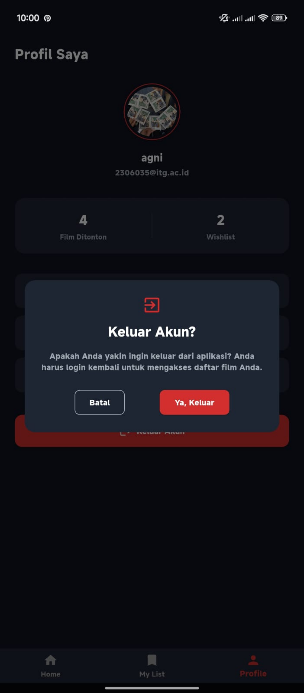 10:00
Profil Saya
agni
2306035@itg.ac.id
4
Film Ditonton
2
Wishlist
Keluar Akun?
Apakah Anda yakin ingin keluar dari aplikasi? Anda
harus login kembali untuk mengakses daftar film Anda.
Batal
Ya, Keluar
Keluar Akun
Home
My List
Profile